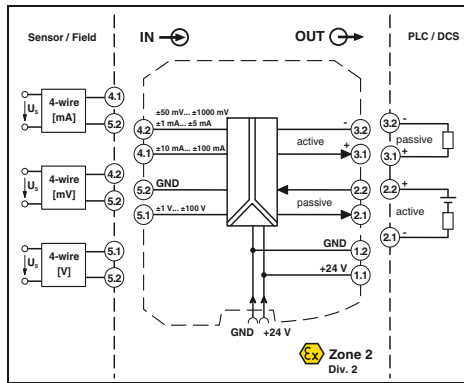 Sensor / Field
IN
OUT
PLC / DCS
Us
4-wire
[mA]
4.1
5.2
Us
4-wire
[mV]
4.2
5.2
Us
4-wire
[V]
5.1
5.2
±50 mV... ±1000 mV
4.2
±1 mA... ±5 mA
4.1
±10 mA... ±100 mA
5.2
GND
5.1
±1 V... ±100 V
active
-
3.2
+
3.1
2.2
passive
2.1
GND
1.2
+24 V
1.1
GND +24 V
3.2
-
passive
3.1
+
2.2
+
active
2.1
-
Ex
Zone 2
Div. 2